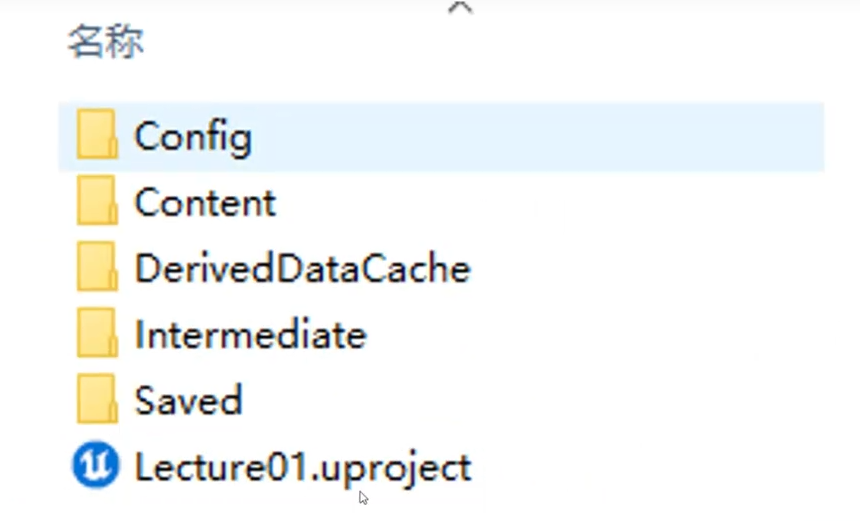 名称
Config
Content
DerivedDataCache
Intermediate
Saved
Lecture01.uproject